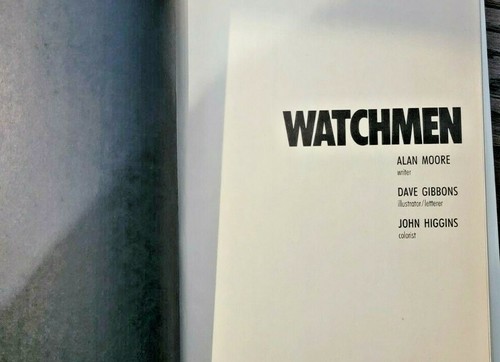 WATCHMEN
ALAN MOORE
writer
DAVE GIBBONS
illustrator/letterer
JOHN HIGGINS
colorist